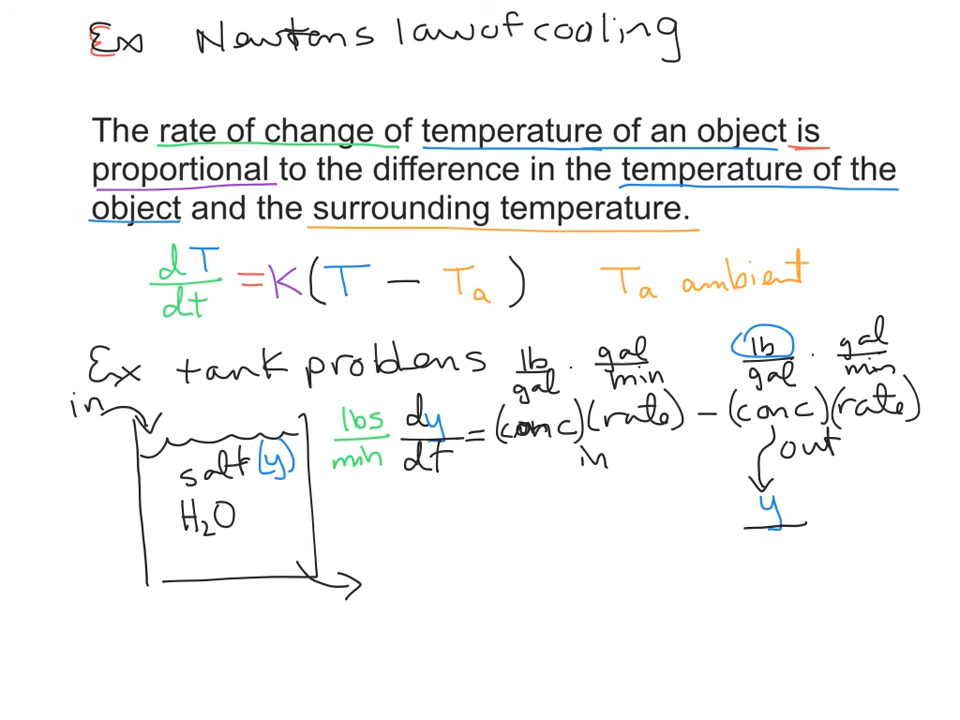 Ex Newtons law of cooling
The rate of change of temperature of an object is
proportional to the difference in the temperature of the
object and the surrounding temperature.
dT/dt = K(T - Ta) Ta ambient
Ex tank problems lb/gal · gal/min lb/gal · gal/min
in lbs/min dy/dt = (conc)(rate) - (conc)(rate)
in out
salt (y)
H₂O
y